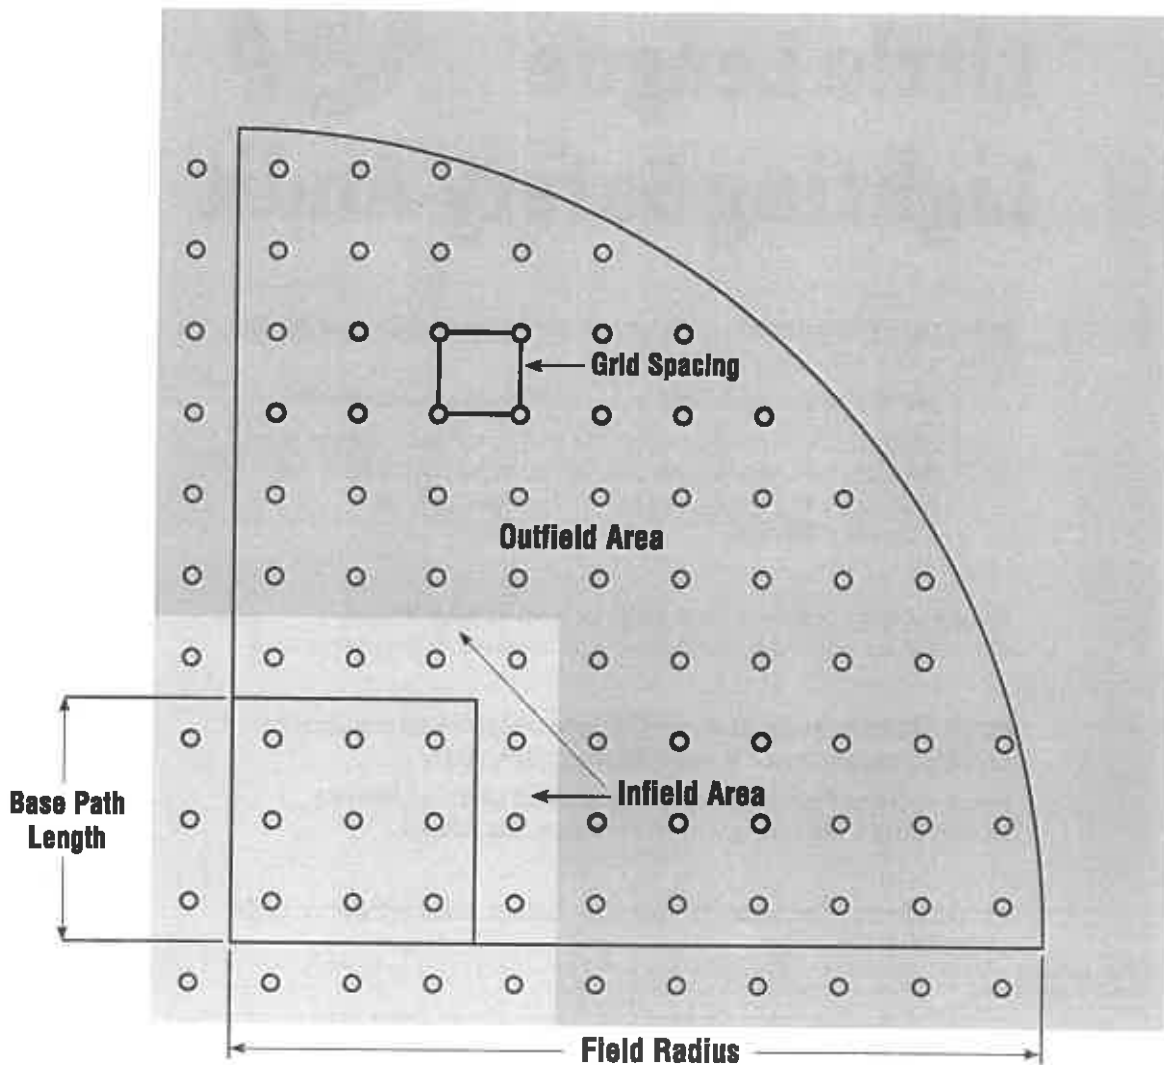 Grid Spacing
Outfield Area
Infield Area
Base Path
Length
Field Radius